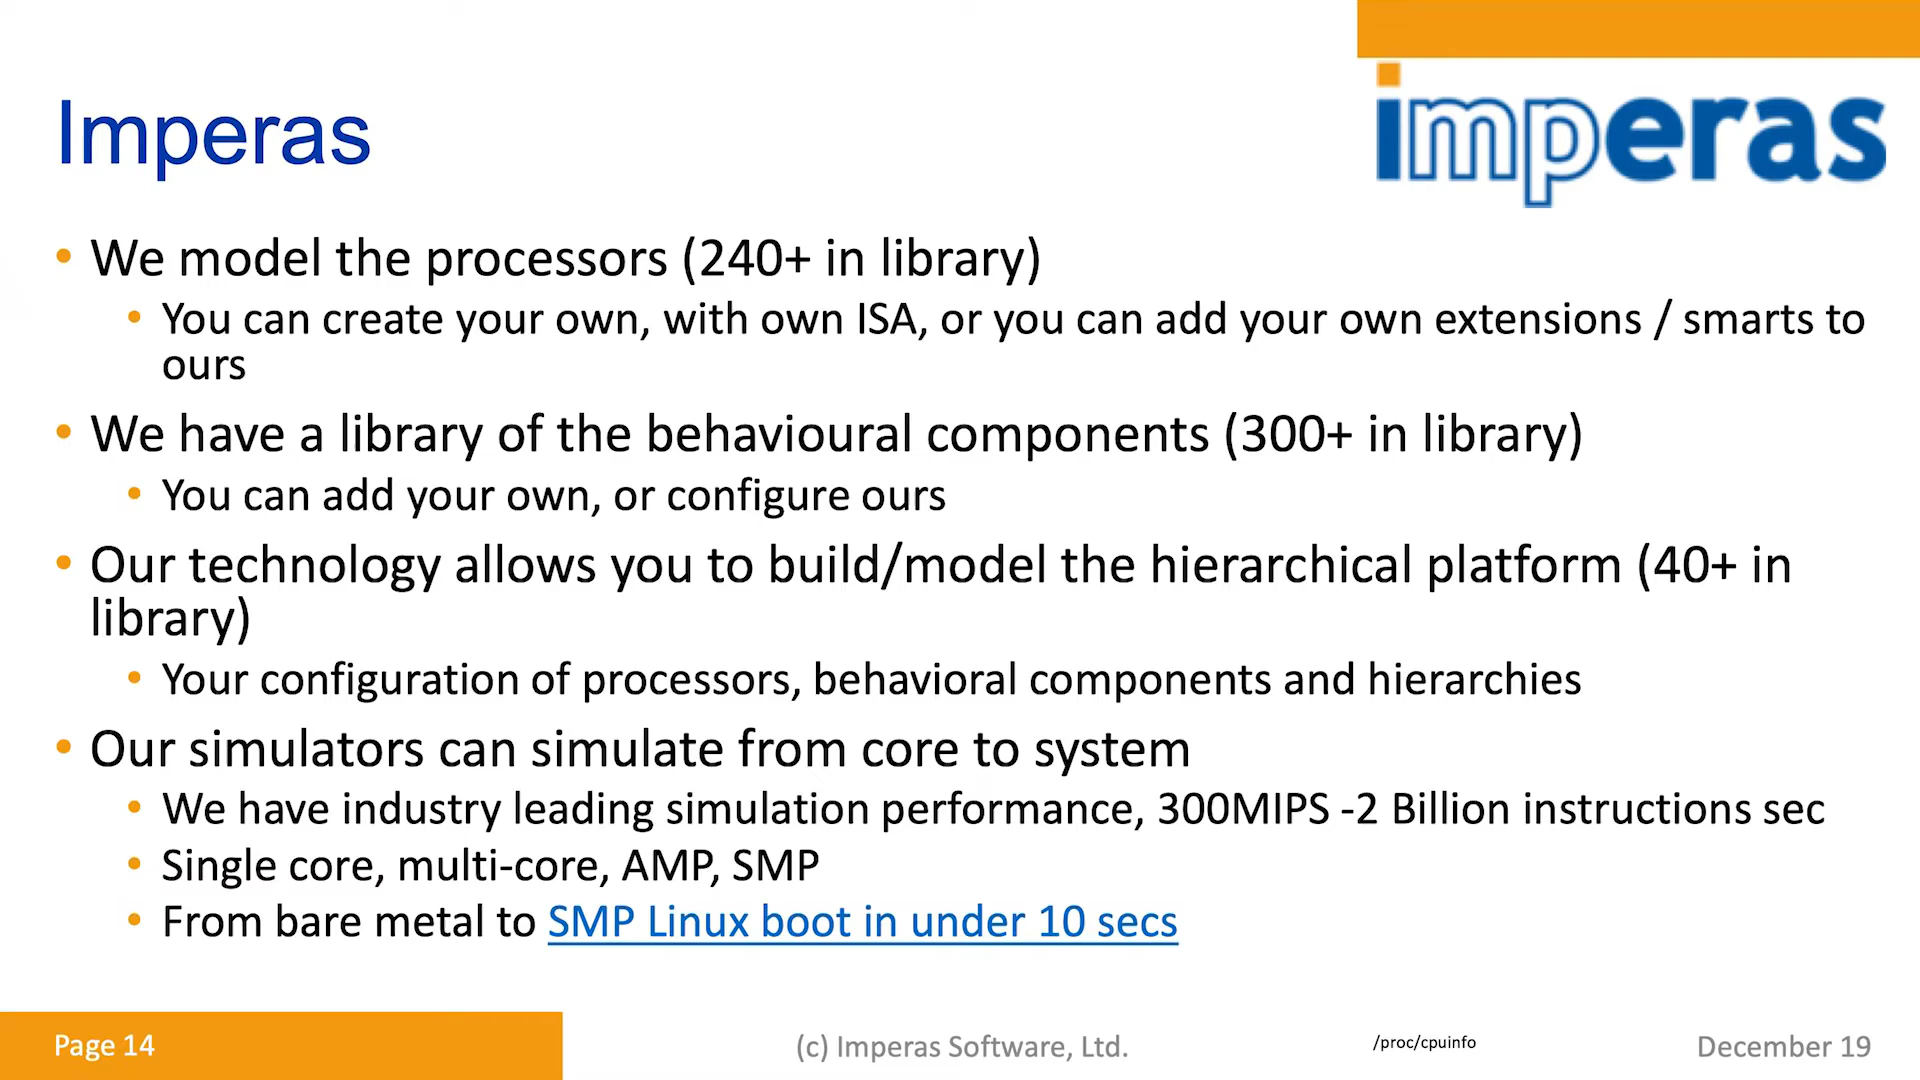 imperas
Imperas
• We model the processors (240+ in library)
• You can create your own, with own ISA, or you can add your own extensions / smarts to
ours
• We have a library of the behavioural components (300+ in library)
• You can add your own, or configure ours
• Our technology allows you to build/model the hierarchical platform (40+ in
library)
• Your configuration of processors, behavioral components and hierarchies
• Our simulators can simulate from core to system
• We have industry leading simulation performance, 300MIPS -2 Billion instructions sec
• Single core, multi-core, AMP, SMP
• From bare metal to SMP Linux boot in under 10 secs
Page 14
(c) Imperas Software, Ltd.
/proc/cpuinfo
December 19